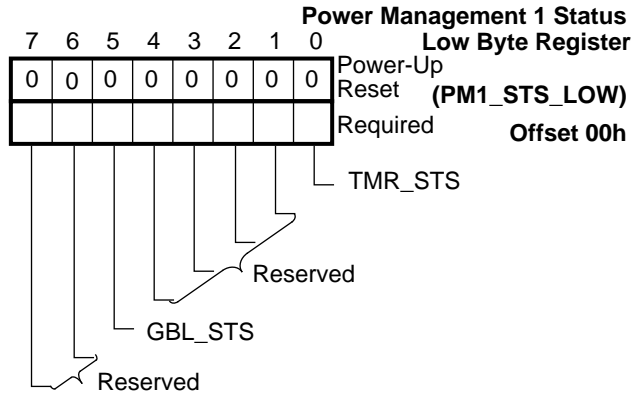 Power Management 1 Status
Low Byte Register
(PM1_STS_LOW)
Offset 00h
7 6 5 4 3 2 1 0
0 0 0 0 0 0 0 0
Power-Up
Reset
Required
TMR_STS
Reserved
GBL_STS
Reserved